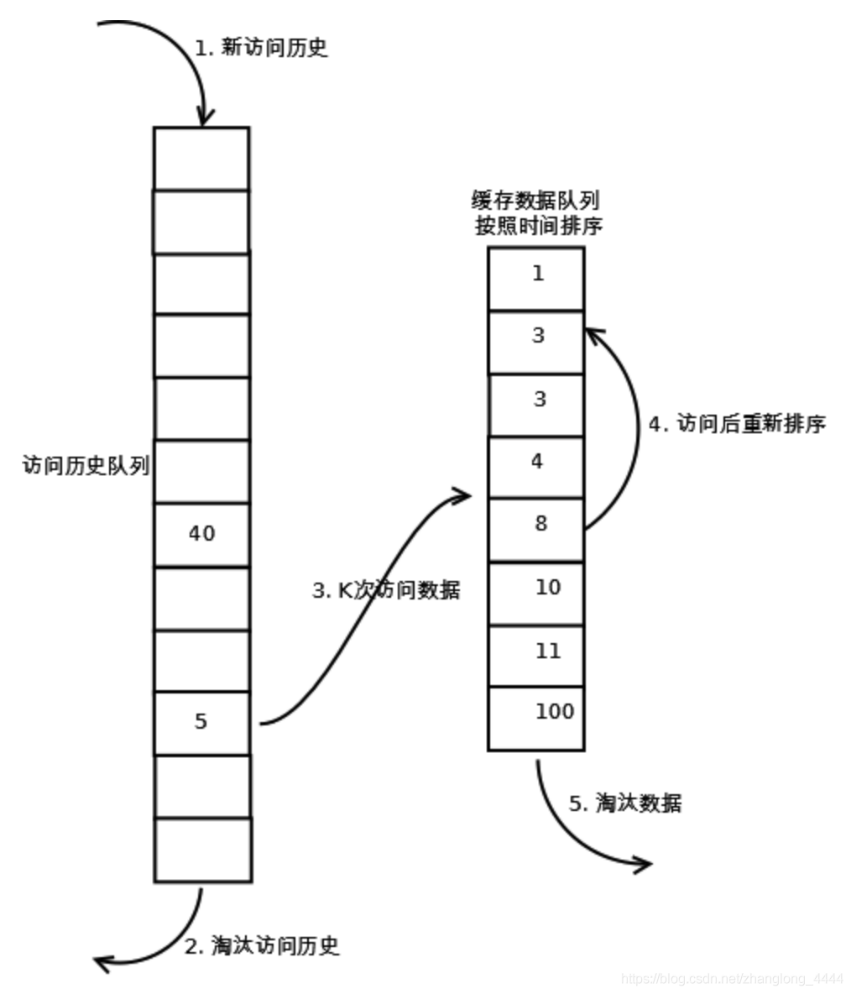 1. 新访问历史
缓存数据队列
按照时间排序
1
3
3
4
8
10
11
100
4. 访问后重新排序
访问历史队列
40
5
3. K次访问数据
5. 淘汰数据
2. 淘汰访问历史
https://blog.csdn.net/zhanglong_4444